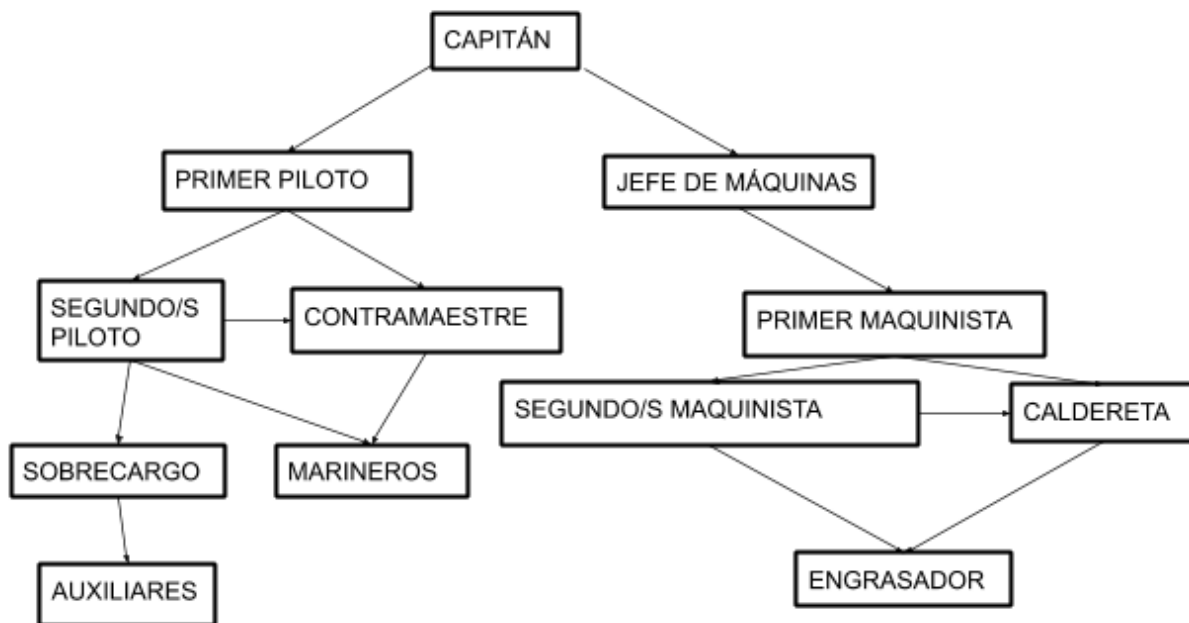 CAPITÁN
PRIMER PILOTO
JEFE DE MÁQUINAS
SEGUNDO/S
PILOTO
CONTRAMAESTRE
PRIMER MAQUINISTA
SEGUNDO/S MAQUINISTA
CALDERETA
SOBRECARGO
MARINEROS
AUXILIARES
ENGRASADOR